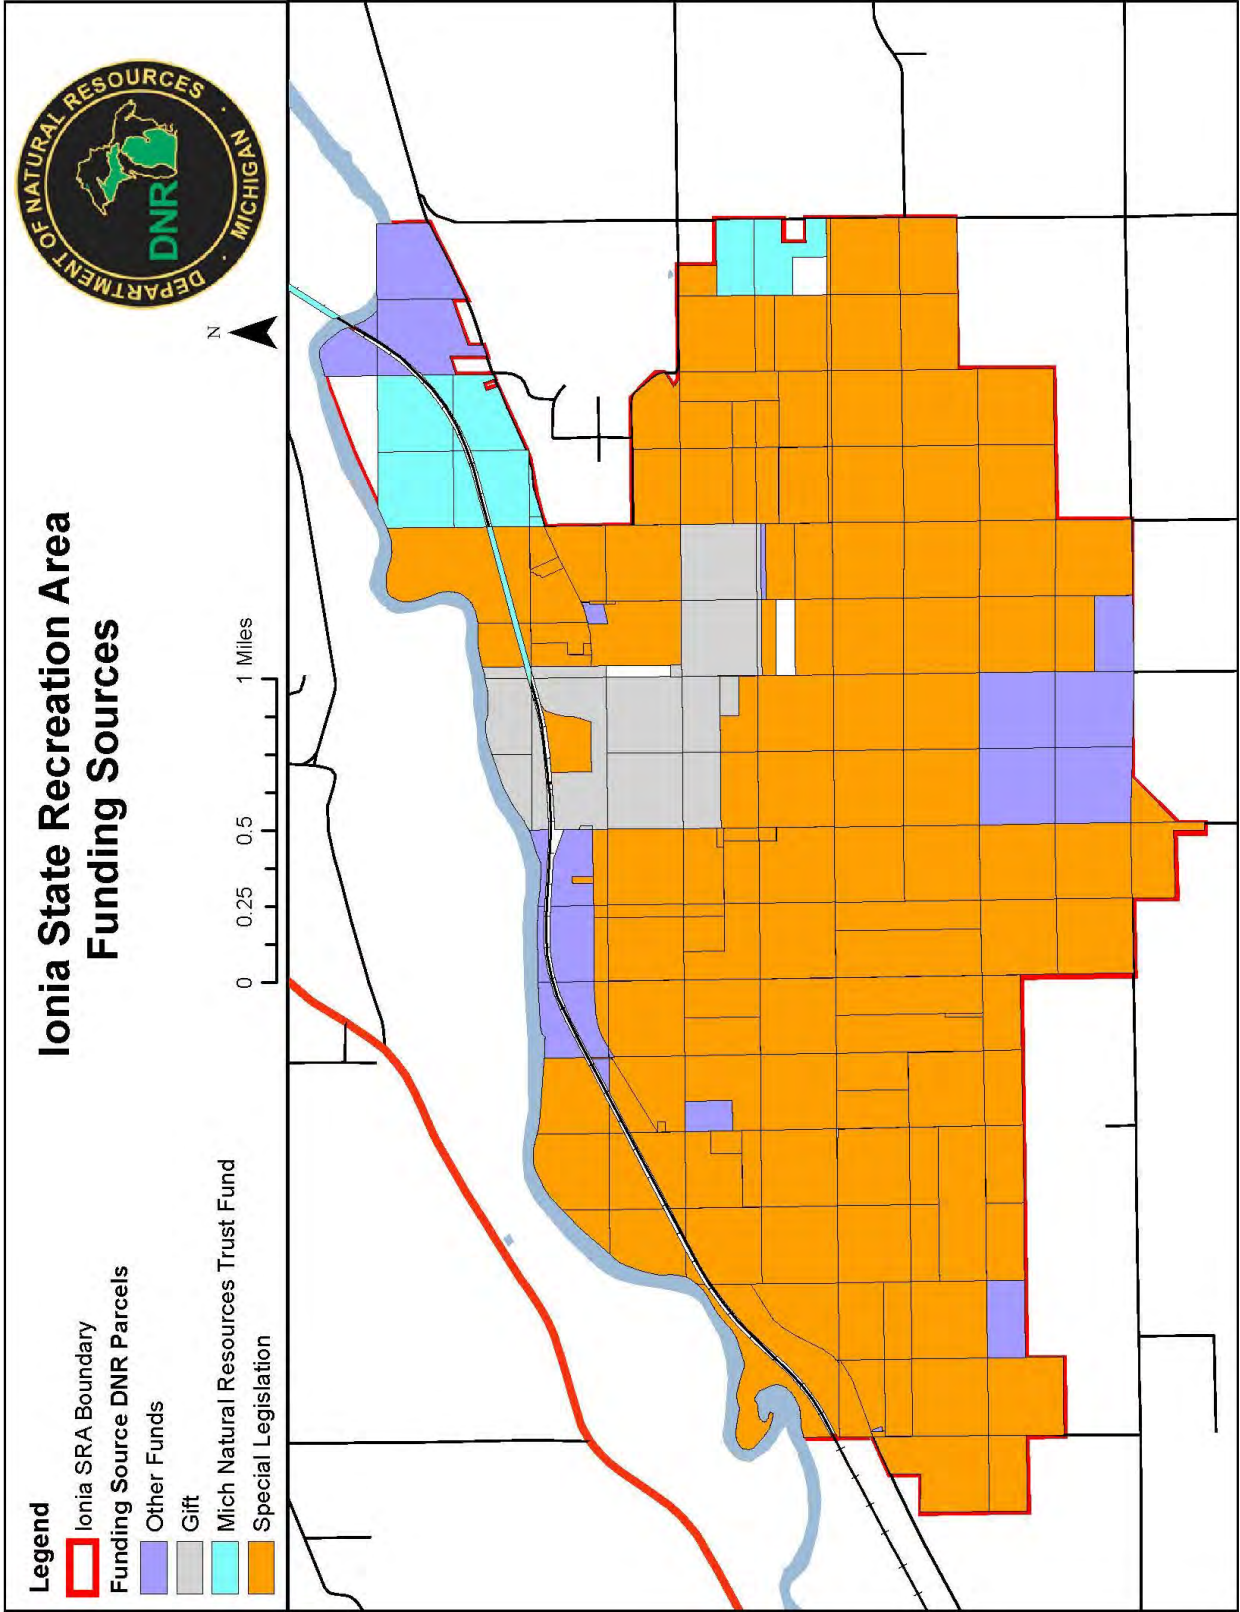 Ionia State Recreation Area
Funding Sources
DEPARTMENT OF NATURAL RESOURCES · MICHIGAN ·
DNR
N
0 0.25 0.5 1 Miles
Legend
Ionia SRA Boundary
Funding Source DNR Parcels
Other Funds
Gift
Mich Natural Resources Trust Fund
Special Legislation